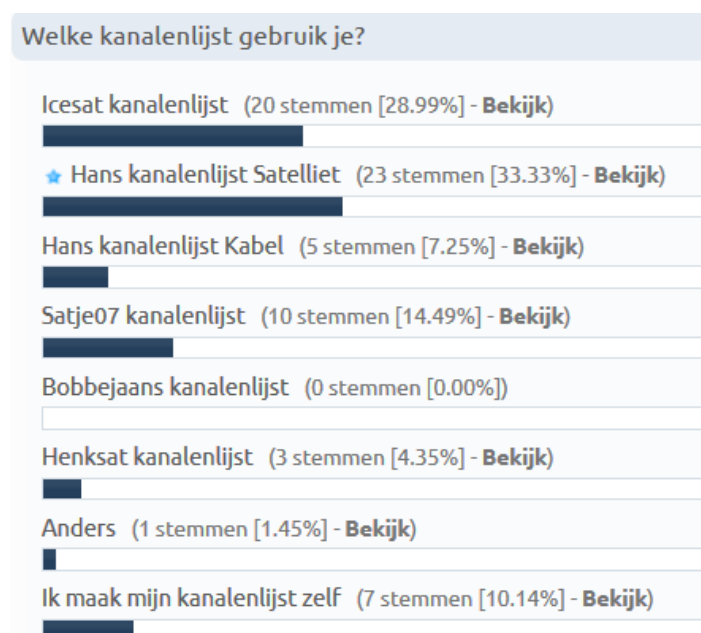 Welke kanalenlijst gebruik je?
Icesat kanalenlijst (20 stemmen [28.99%] - Bekijk)
Hans kanalenlijst Satelliet (23 stemmen [33.33%] - Bekijk)
Hans kanalenlijst Kabel (5 stemmen [7.25%] - Bekijk)
Satje07 kanalenlijst (10 stemmen [14.49%] - Bekijk)
Bobbejaans kanalenlijst (0 stemmen [0.00%])
Henksat kanalenlijst (3 stemmen [4.35%] - Bekijk)
Anders (1 stemmen [1.45%] - Bekijk)
Ik maak mijn kanalenlijst zelf (7 stemmen [10.14%] - Bekijk)